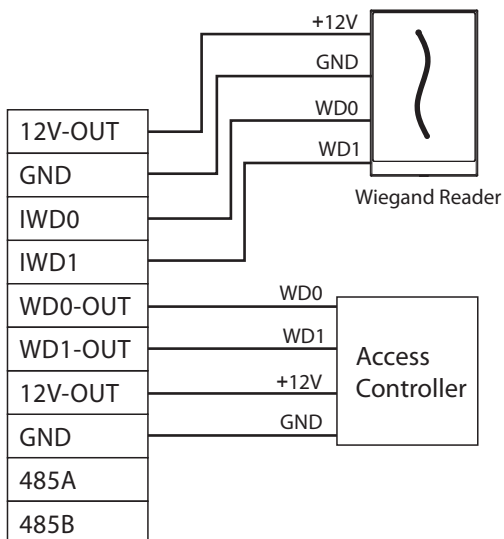 +12V
GND
WD0
WD1
Wiegand Reader
12V-OUT
GND
IWD0
IWD1
WD0-OUT
WD1-OUT
12V-OUT
GND
485A
485B
WD0
WD1
+12V
GND
Access
Controller